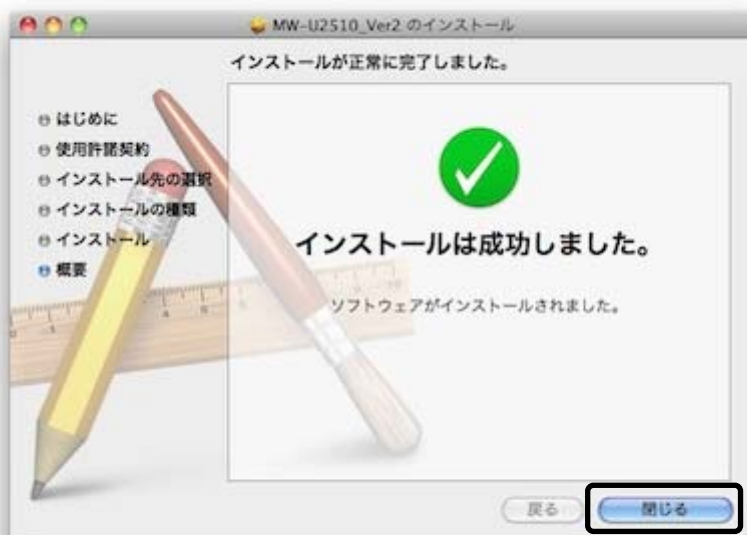 MW-U2510_Ver2 のインストール
インストールが正常に完了しました。
はじめに
使用許諾契約
インストール先の選択
インストールの種類
インストール
概要
インストールは成功しました。
ソフトウェアがインストールされました。
戻る
閉じる